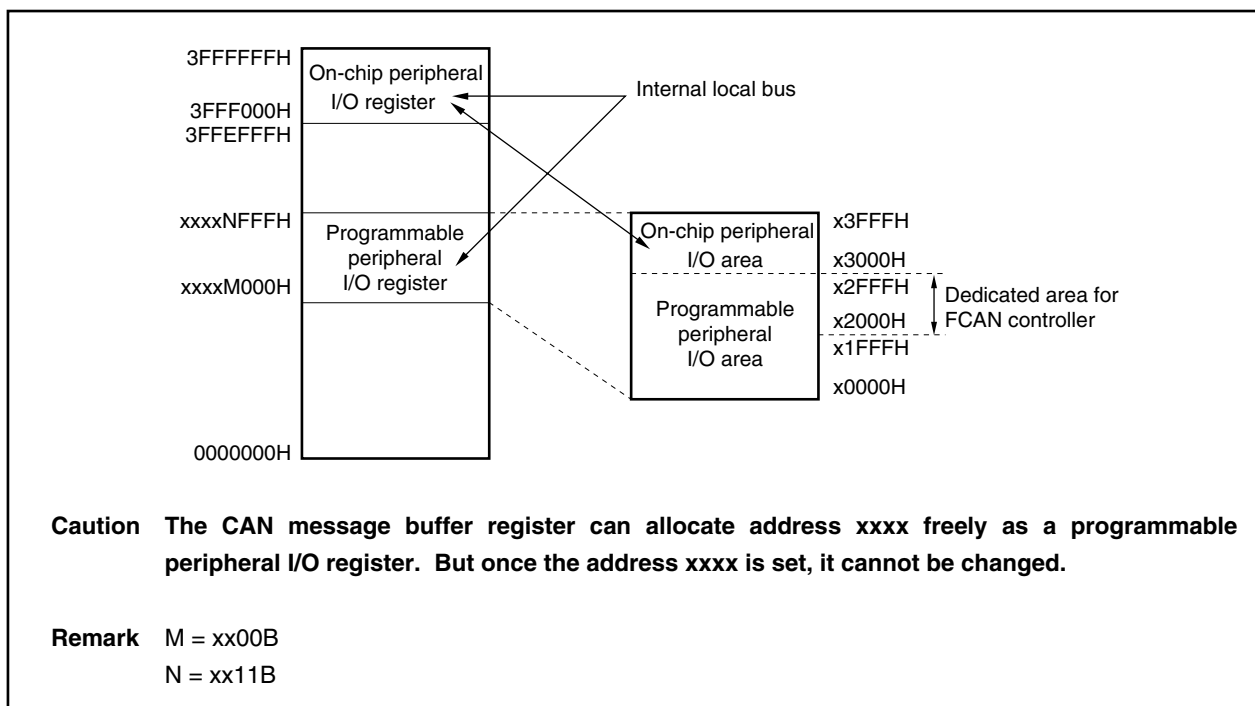 3FFFFFFH
On-chip peripheral
I/O register
3FFF000H
3FFEFFFH
Internal local bus
xxxxNFFFH
Programmable
peripheral
I/O register
xxxxM000H
0000000H
On-chip peripheral
I/O area
x3FFFH
x3000H
Programmable
peripheral
I/O area
x2FFFH
x2000H
x1FFFH
x0000H
Dedicated area for
FCAN controller
Caution The CAN message buffer register can allocate address xxxx freely as a programmable
peripheral I/O register. But once the address xxxx is set, it cannot be changed.
Remark M = xx00B
N = xx11B